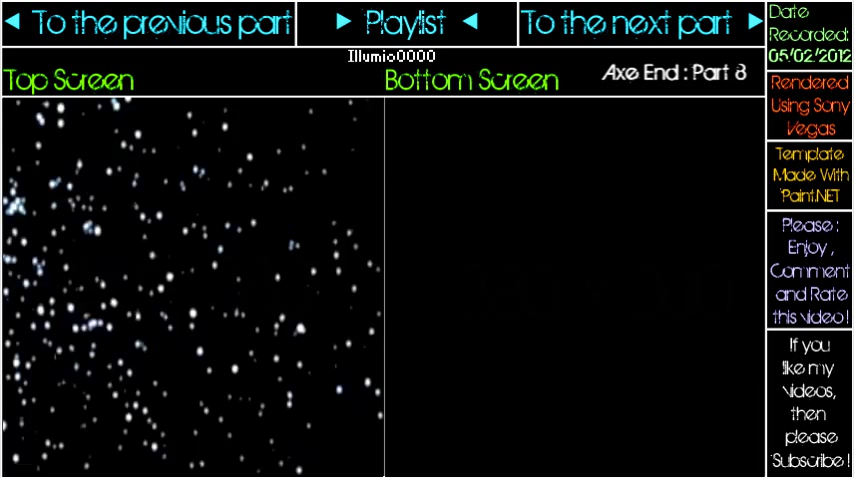 ◄ To the previous part
► Playlist ◄
To the next part ►
Illumio0000
Top Screen
Bottom Screen
Axe End : Part 8
Date
Recorded:
05/02/2012
Rendered
Using Sony
Vegas
Template
Made With
Paint.NET
Please :
Enjoy ,
Comment
and Rate
this video !
If you
like my
videos,
then
please
Subscribe !